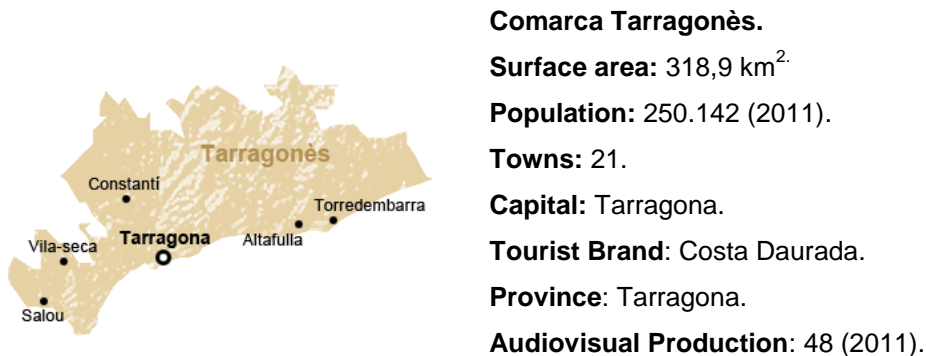 Comarca Tarragonès.
Surface area: 318,9 km2.
Population: 250.142 (2011).
Towns: 21.
Capital: Tarragona.
Tourist Brand: Costa Daurada.
Province: Tarragona.
Audiovisual Production: 48 (2011).
Tarragonès
Constantí
Torredembarra
Tarragona
Altafulla
Vila-seca
Salou